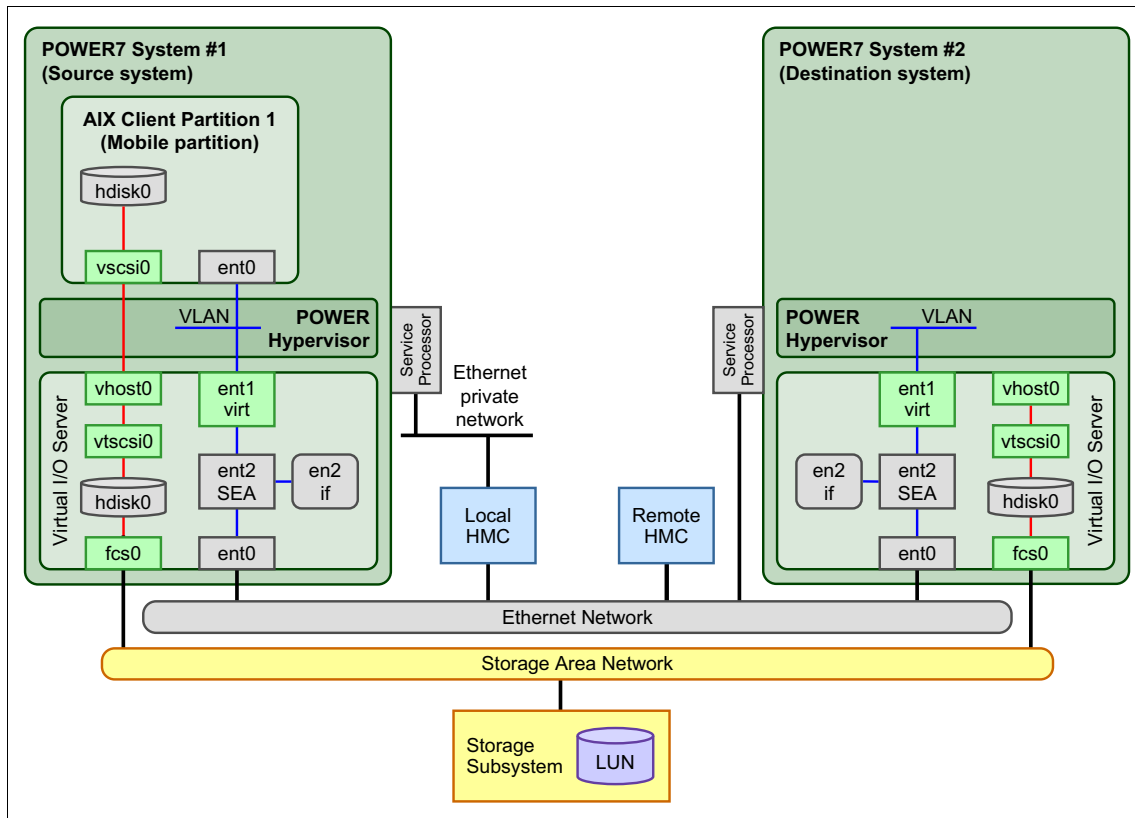 POWER7 System #1
(Source system)
AIX Client Partition 1
(Mobile partition)
hdisk0
vscsi0
ent0
VLAN
POWER
Hypervisor
Service
Processor
Virtual I/O Server
vhost0
vtscsi0
hdisk0
fcs0
ent1
virt
ent2
SEA
en2
if
ent0
Ethernet
private
network
Local
HMC
Remote
HMC
POWER7 System #2
(Destination system)
Service
Processor
POWER
Hypervisor
VLAN
ent1
virt
en2
if
ent2
SEA
ent0
vhost0
vtscsi0
hdisk0
fcs0
Virtual I/O Server
Ethernet Network
Storage Area Network
Storage
Subsystem
LUN